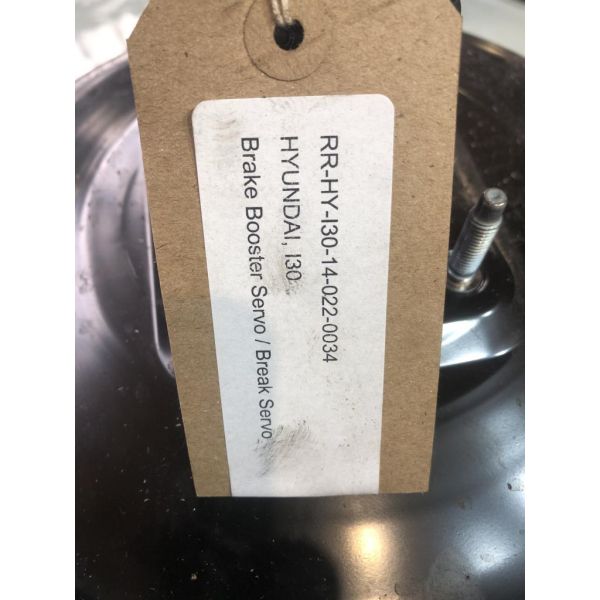 RR-HY-I30-14-022-0034
HYUNDAI, I30
Brake Booster Servo / Break Servo